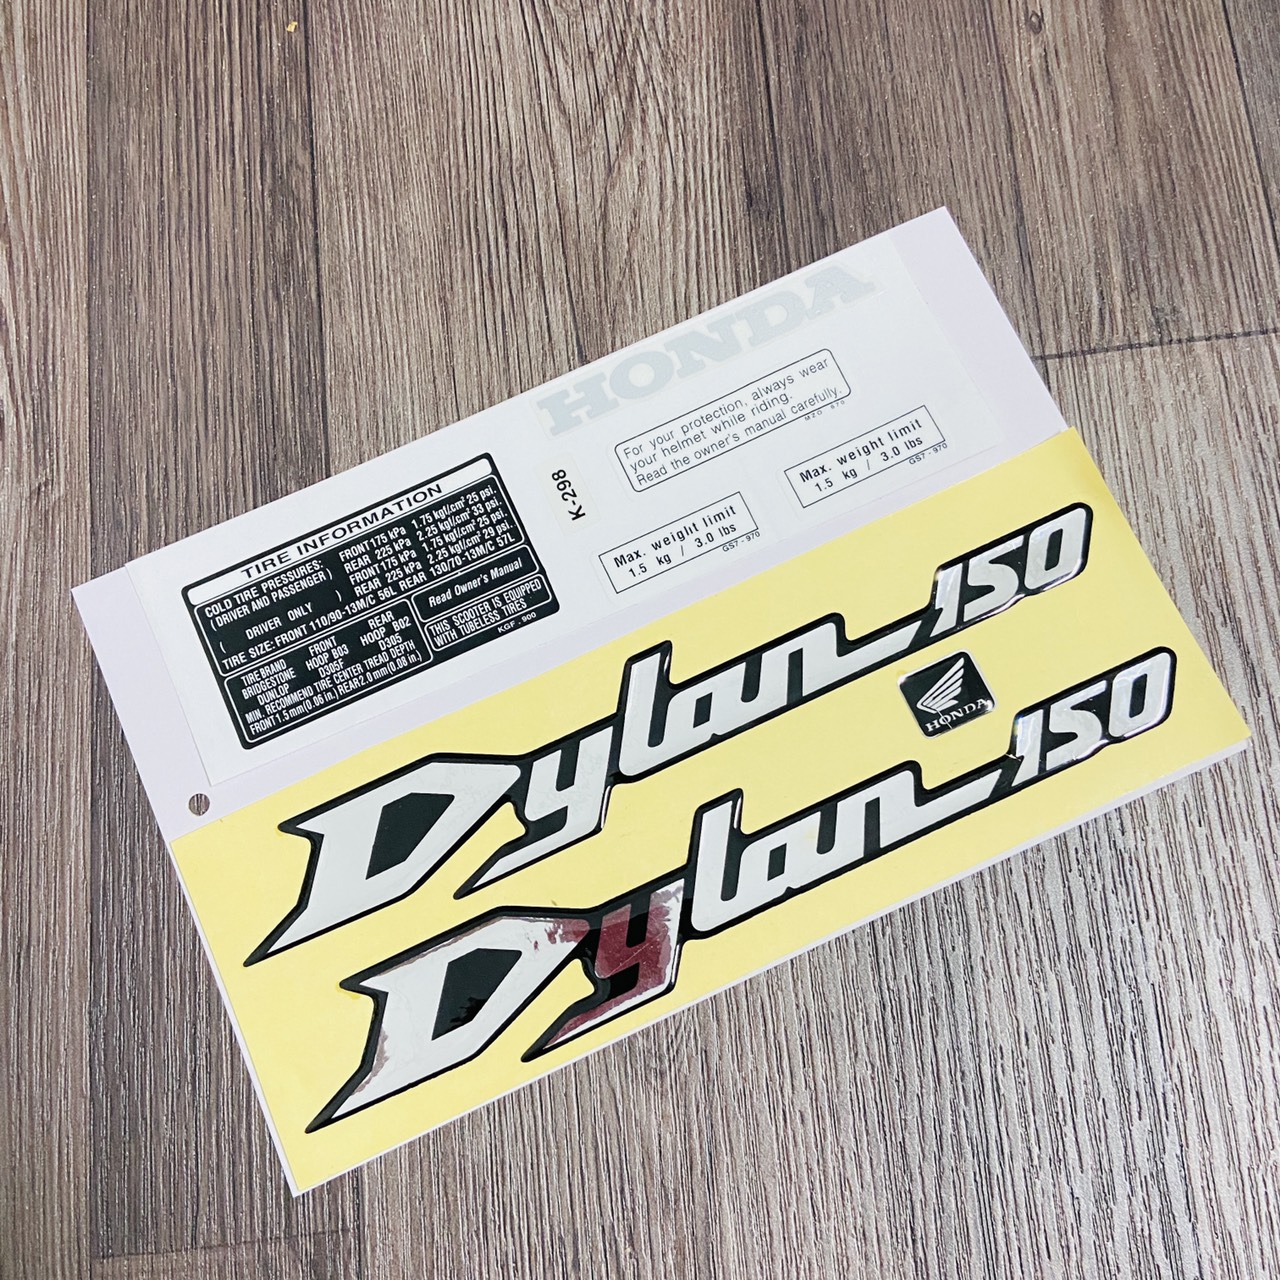 HONDA
For your protection, always wear
your helmet while riding.
Read the owner's manual carefully.
MZ0 870
K-298
Max. weight limit
1.5 kg / 3.0 lbs
GS7-970
Max. weight limit
1.5 kg / 3.0 lbs
GS7-970
TIRE INFORMATION
COLD TIRE PRESSURES: FRONT 175 kPa 1.75 kgf/cm² 25 psi.
(DRIVER AND PASSENGER) REAR 225 kPa 2.25 kgf/cm² 33 psi.
( DRIVER ONLY ) FRONT 175 kPa 1.75 kgf/cm² 25 psi.
REAR 225 kPa 2.25 kgf/cm² 29 psi.
TIRE SIZE: FRONT 110/90-13M/C 56L REAR 130/70-13M/C 57L
TIRE BRAND FRONT REAR
BRIDGESTONE HOOP B03 HOOP B02
DUNLOP D305F D305
MIN. RECOMMEND TIRE CENTER TREAD DEPTH
FRONT 1.5mm(0.06 in.) REAR 2.0mm(0.08 in.)
Read Owner's Manual
THIS SCOOTER IS EQUIPPED
WITH TUBELESS TIRES
KGF-900
Dylan 150
HONDA
Dylan 150